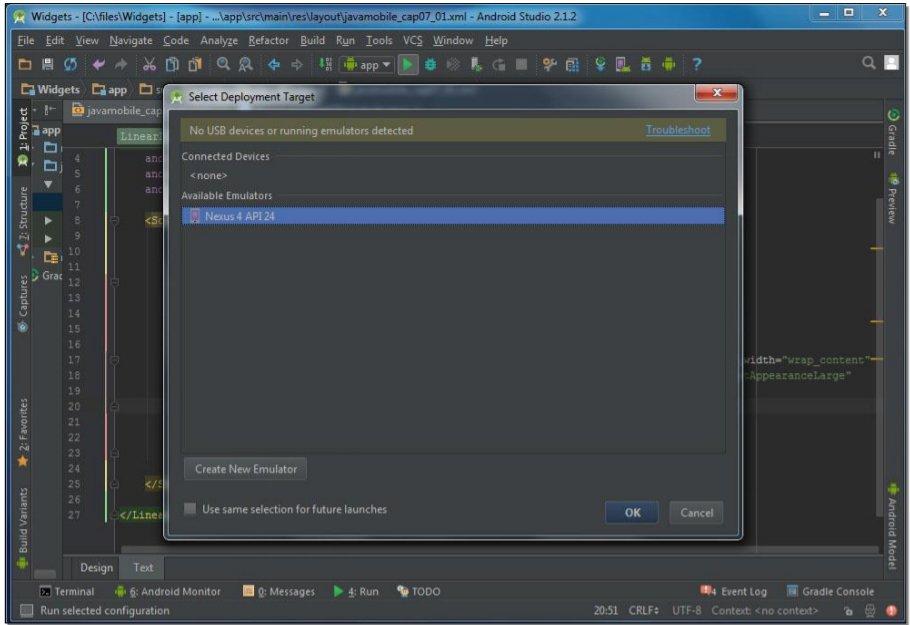 Widgets - [C:\files\Widgets] - [app] - ...\app\src\main\res\layout\javamobile_cap07_01.xml - Android Studio 2.1.2
File Edit View Navigate Code Analyze Refactor Build Run Tools VCS Window Help
app
Widgets app
Select Deployment Target
1: Project
app
javamobile_cap
No USB devices or running emulators detected Troubleshoot
Connected Devices
<none>
Available Emulators
Nexus 4 API 24
4
5
6
7
8 <Sc
9
10
11
12
13
14
15
16
17 width="wrap_content"
18 AppearanceLarge"
19
20
21
22
23
24
25 </S
26
27 </Linea
Create New Emulator
Use same selection for future launches
OK Cancel
Z: Structure
Captures
2: Favorites
Build Variants
Gradle
Preview
Android Model
Design Text
Terminal 6: Android Monitor 0: Messages 4: Run TODO
4 Event Log Gradle Console
Run selected configuration 20:51 CRLF UTF-8 Context: <no context>